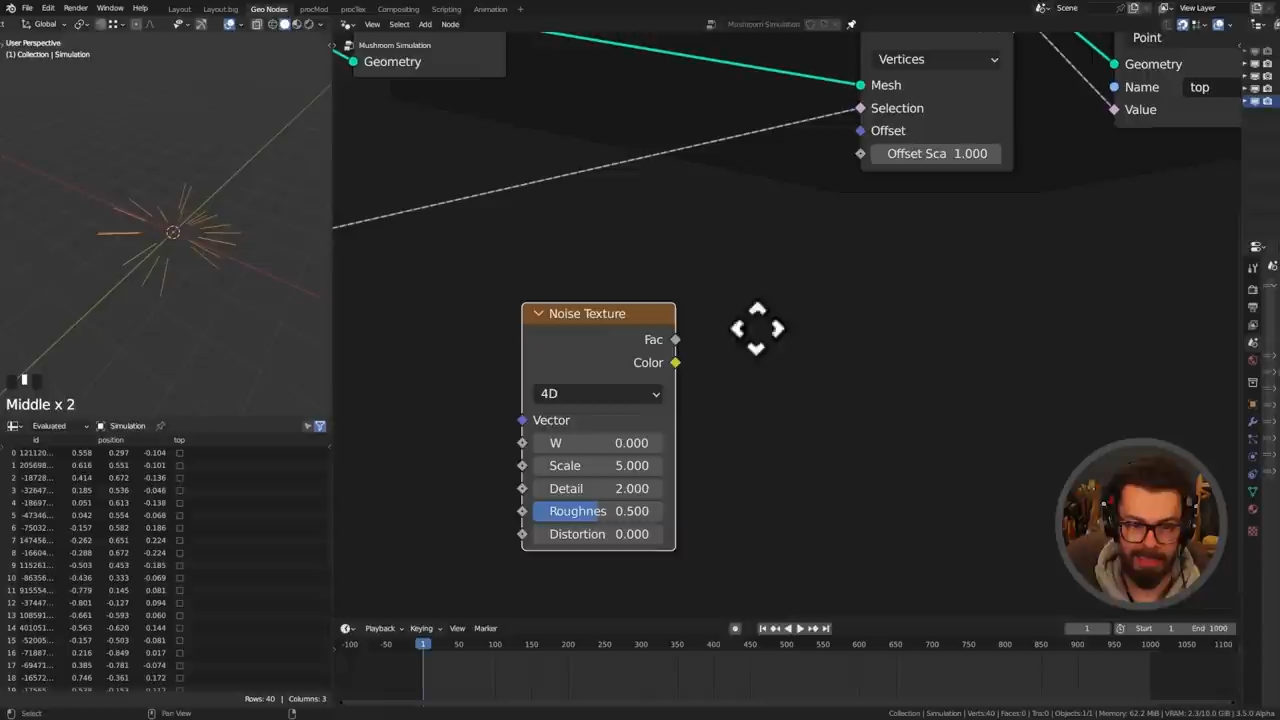 File Edit Render Window Help Layout Layout.bg Geo Nodes procMod procTex Compositing Scripting Animation + Scene View Layer
Global View Select Add Node Mushroom Simulation
User Perspective
(1) Collection | Simulation
Mushroom Simulation
Geometry
Vertices
Mesh
Selection
Offset
Offset Sca 1.000
Point
Geometry
Name top
Value
Noise Texture
Fac
Color
4D
Vector
W 0.000
Scale 5.000
Detail 2.000
Roughnes 0.500
Distortion 0.000
Middle x 2
Evaluated Simulation
id position top
0 121120... 0.558 0.297 -0.104
1 205698... 0.616 0.551 -0.101
2 -18728... 0.414 0.672 -0.136
3 -32647... 0.185 0.536 -0.046
4 -18697... 0.051 0.613 -0.138
5 -47346... 0.042 0.554 -0.068
6 -75032... -0.157 0.582 0.186
7 147456... -0.262 0.651 0.224
8 -16604... -0.288 0.672 -0.224
9 115261... -0.503 0.453 -0.185
10 -86356... -0.436 0.333 -0.069
11 915554... -0.779 0.145 0.081
12 -37447... -0.801 -0.127 0.094
13 108591... -0.661 -0.593 0.060
14 401051... -0.563 -0.620 0.144
15 -52005... -0.157 -0.503 -0.081
16 -71887... 0.216 -0.849 0.017
17 -69471... 0.385 -0.781 -0.074
18 -16572... 0.746 -0.361 0.172
Rows: 40 | Columns: 3
Playback Keying View Marker 1 Start 1 End 1000
-100 -50 1 50 100 150 200 250 300 350 400 450 500 550 600 650 700 750 800 850 900 950 1000 1050 1100
Select Pan View Collection | Simulation | Verts:40 | Faces:0 | Tris:0 | Objects:1/1 | Memory: 62.2 MiB | VRAM: 2.3/10.0 GiB | 3.5.0 Alpha